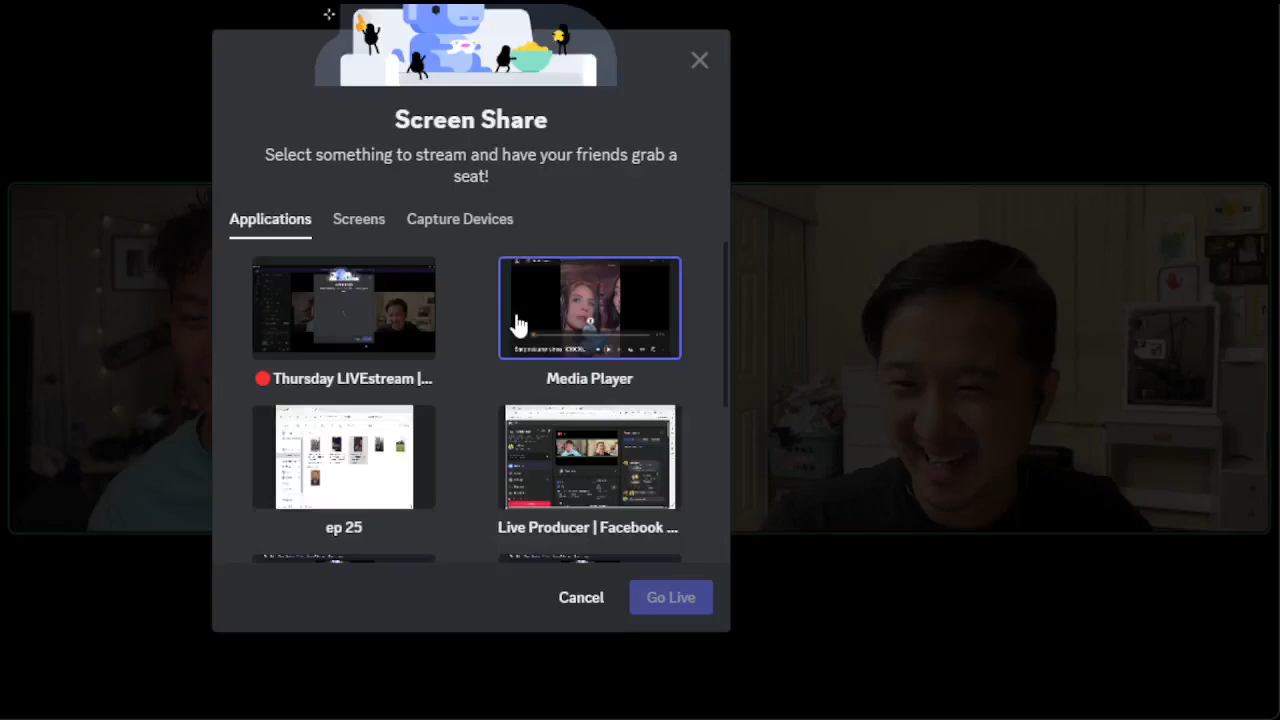 Screen Share
Select something to stream and have your friends grab a
seat!
Applications
Screens
Capture Devices
Thursday LIVEstream |...
Media Player
ep 25
Live Producer | Facebook ...
Cancel
Go Live